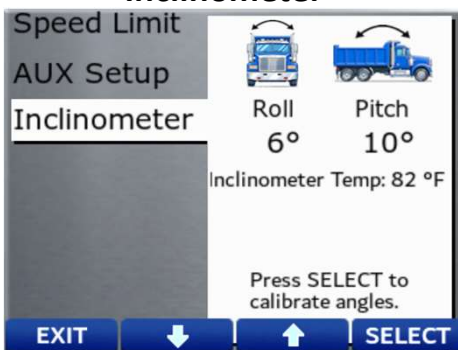 Inclinometer
Speed Limit
AUX Setup
Inclinometer
Roll
Pitch
6°
10°
Inclinometer Temp: 82 °F
Press SELECT to
calibrate angles.
EXIT
SELECT